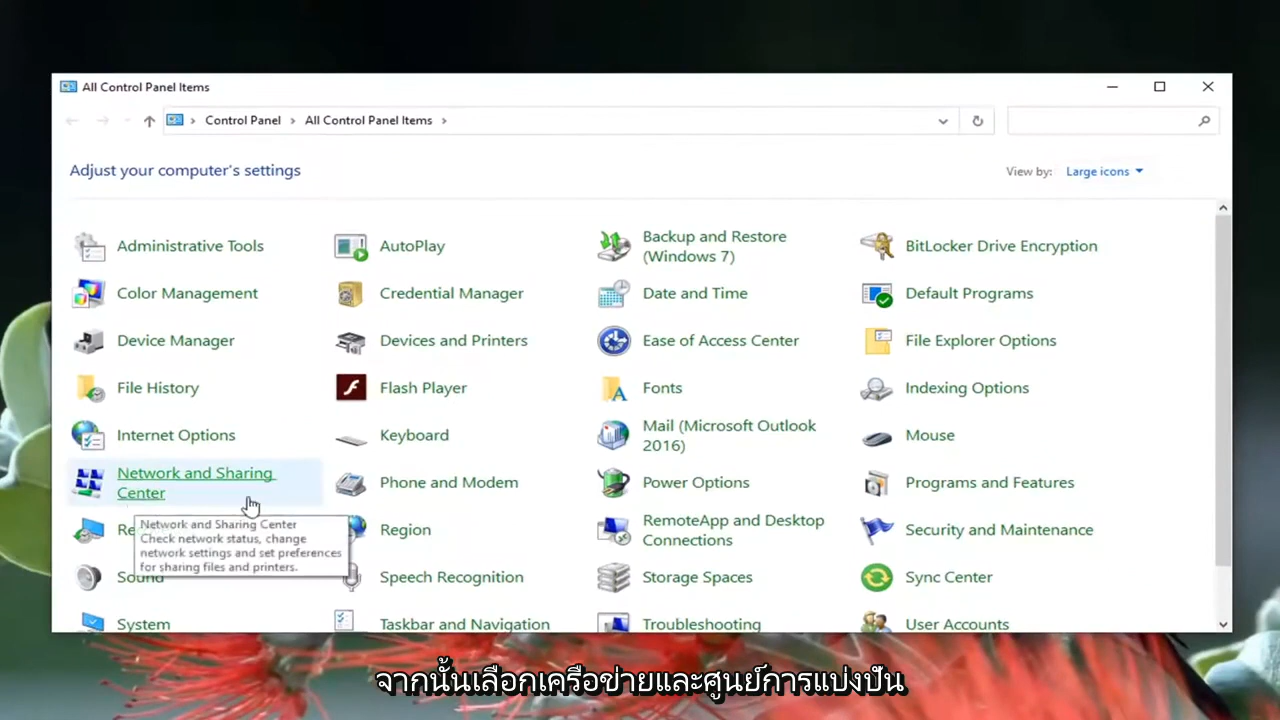 All Control Panel Items
Control Panel > All Control Panel Items >
Adjust your computer's settings
View by: Large icons
Administrative Tools
AutoPlay
Backup and Restore
(Windows 7)
BitLocker Drive Encryption
Color Management
Credential Manager
Date and Time
Default Programs
Device Manager
Devices and Printers
Ease of Access Center
File Explorer Options
File History
Flash Player
Fonts
Indexing Options
Internet Options
Keyboard
Mail (Microsoft Outlook
2016)
Mouse
Network and Sharing
Center
Phone and Modem
Power Options
Programs and Features
Network and Sharing Center
Check network status, change
network settings and set preferences
for sharing files and printers.
Region
RemoteApp and Desktop
Connections
Security and Maintenance
Sound
Speech Recognition
Storage Spaces
Sync Center
System
Taskbar and Navigation
Troubleshooting
User Accounts
จากนั้นเลือกเครือข่ายและศูนย์การแบ่งปัน